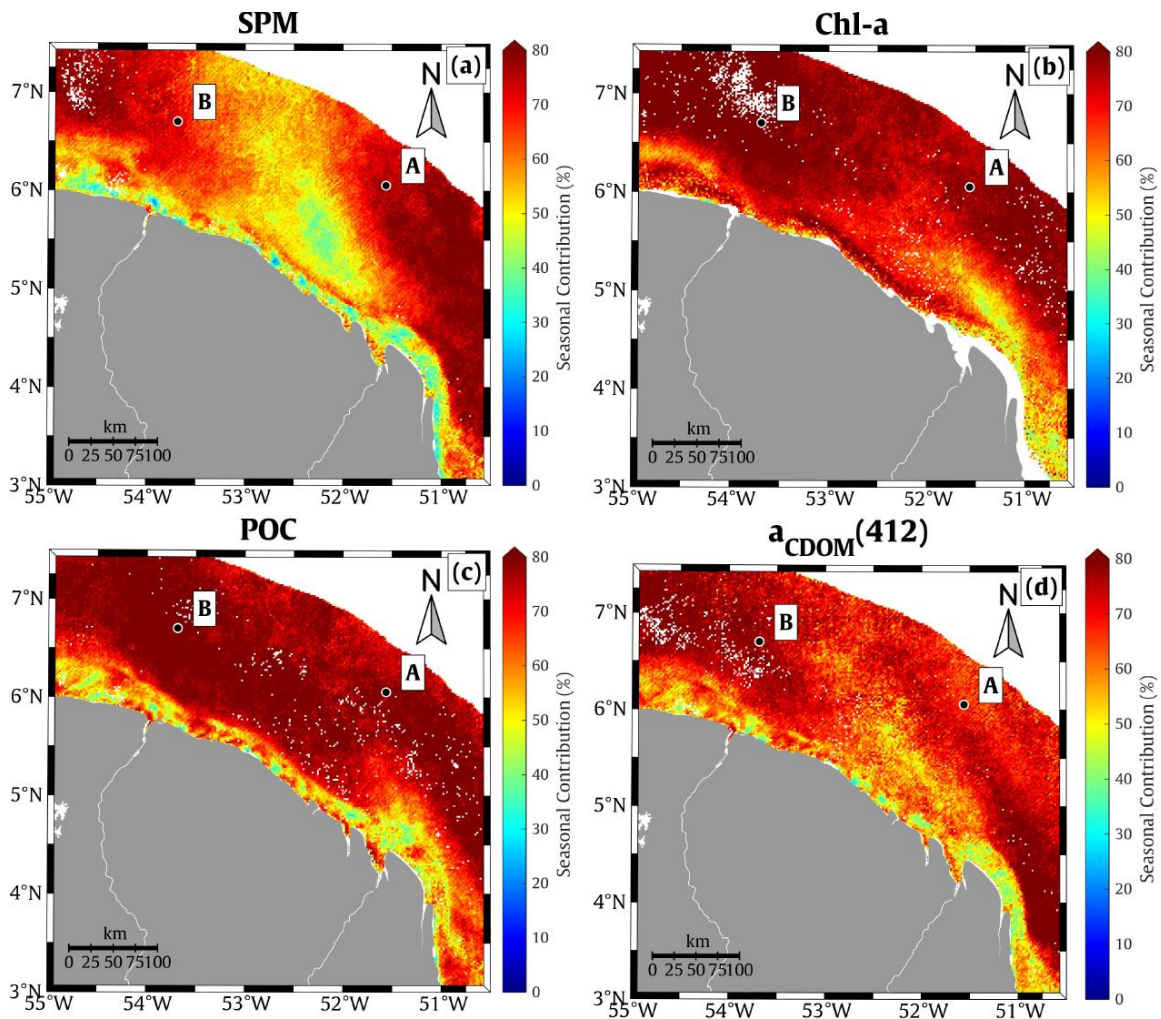 SPM
Chl-a
(a)
(b)
N
N
B
A
B
A
7°N
6°N
5°N
4°N
3°N
7°N
6°N
5°N
4°N
3°N
80
70
60
50
40
30
20
10
0
80
70
60
50
40
30
20
10
0
Seasonal Contribution (%)
Seasonal Contribution (%)
km
0 25 50 75100
km
0 25 50 75100
55°W 54°W 53°W 52°W 51°W
55°W 54°W 53°W 52°W 51°W
POC
aCDOM(412)
(c)
(d)
N
N
B
A
B
A
7°N
6°N
5°N
4°N
3°N
7°N
6°N
5°N
4°N
3°N
80
70
60
50
40
30
20
10
0
80
70
60
50
40
30
20
10
0
Seasonal Contribution (%)
Seasonal Contribution (%)
km
0 25 50 75100
km
0 25 50 75100
55°W 54°W 53°W 52°W 51°W
55°W 54°W 53°W 52°W 51°W